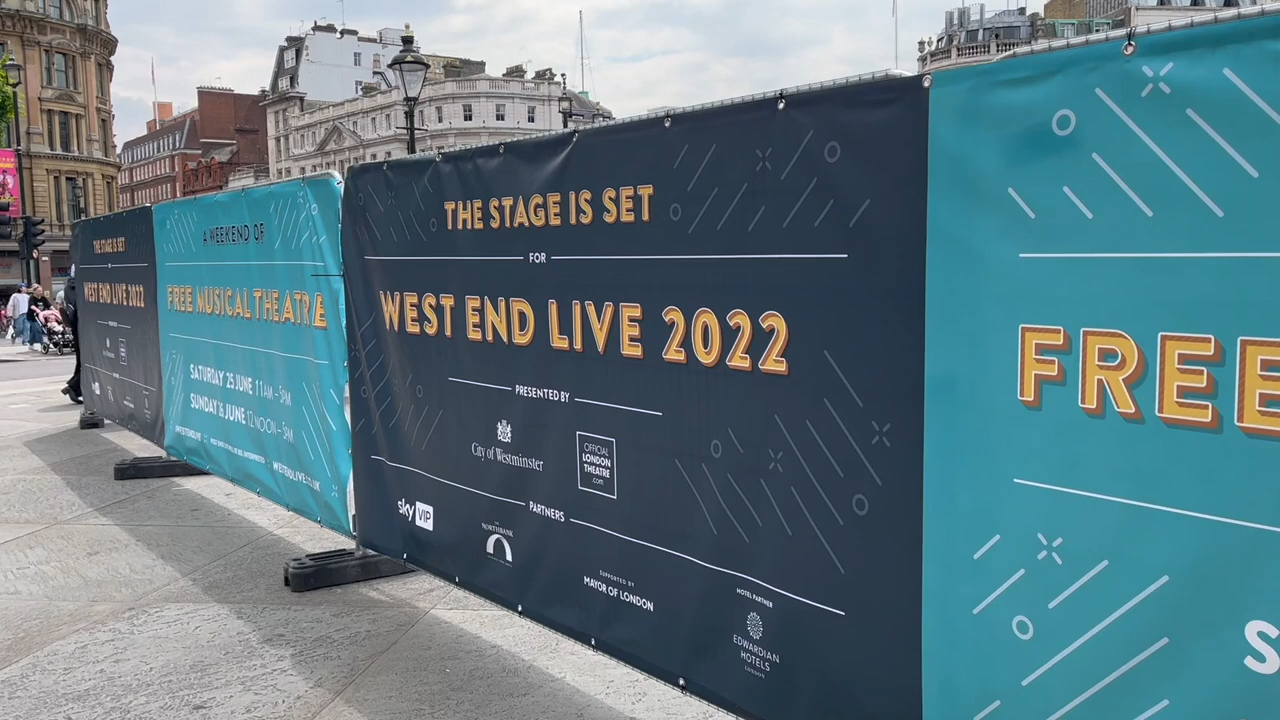 THE STAGE IS SET
WEST END LIVE 2022
A WEEKEND OF
FREE MUSICAL THEATRE
SATURDAY 25 JUNE 11AM - 5PM
SUNDAY 26 JUNE 12NOON - 5PM
WESTENDLIVE.CO.UK
THE STAGE IS SET
FOR
WEST END LIVE 2022
PRESENTED BY
City of Westminster
OFFICIAL
LONDON
THEATRE
.com
PARTNERS
sky VIP
THE
NORTHBANK
SUPPORTED BY
MAYOR OF LONDON
HOTEL PARTNER
EDWARDIAN
HOTELS
LONDON
FREE
S